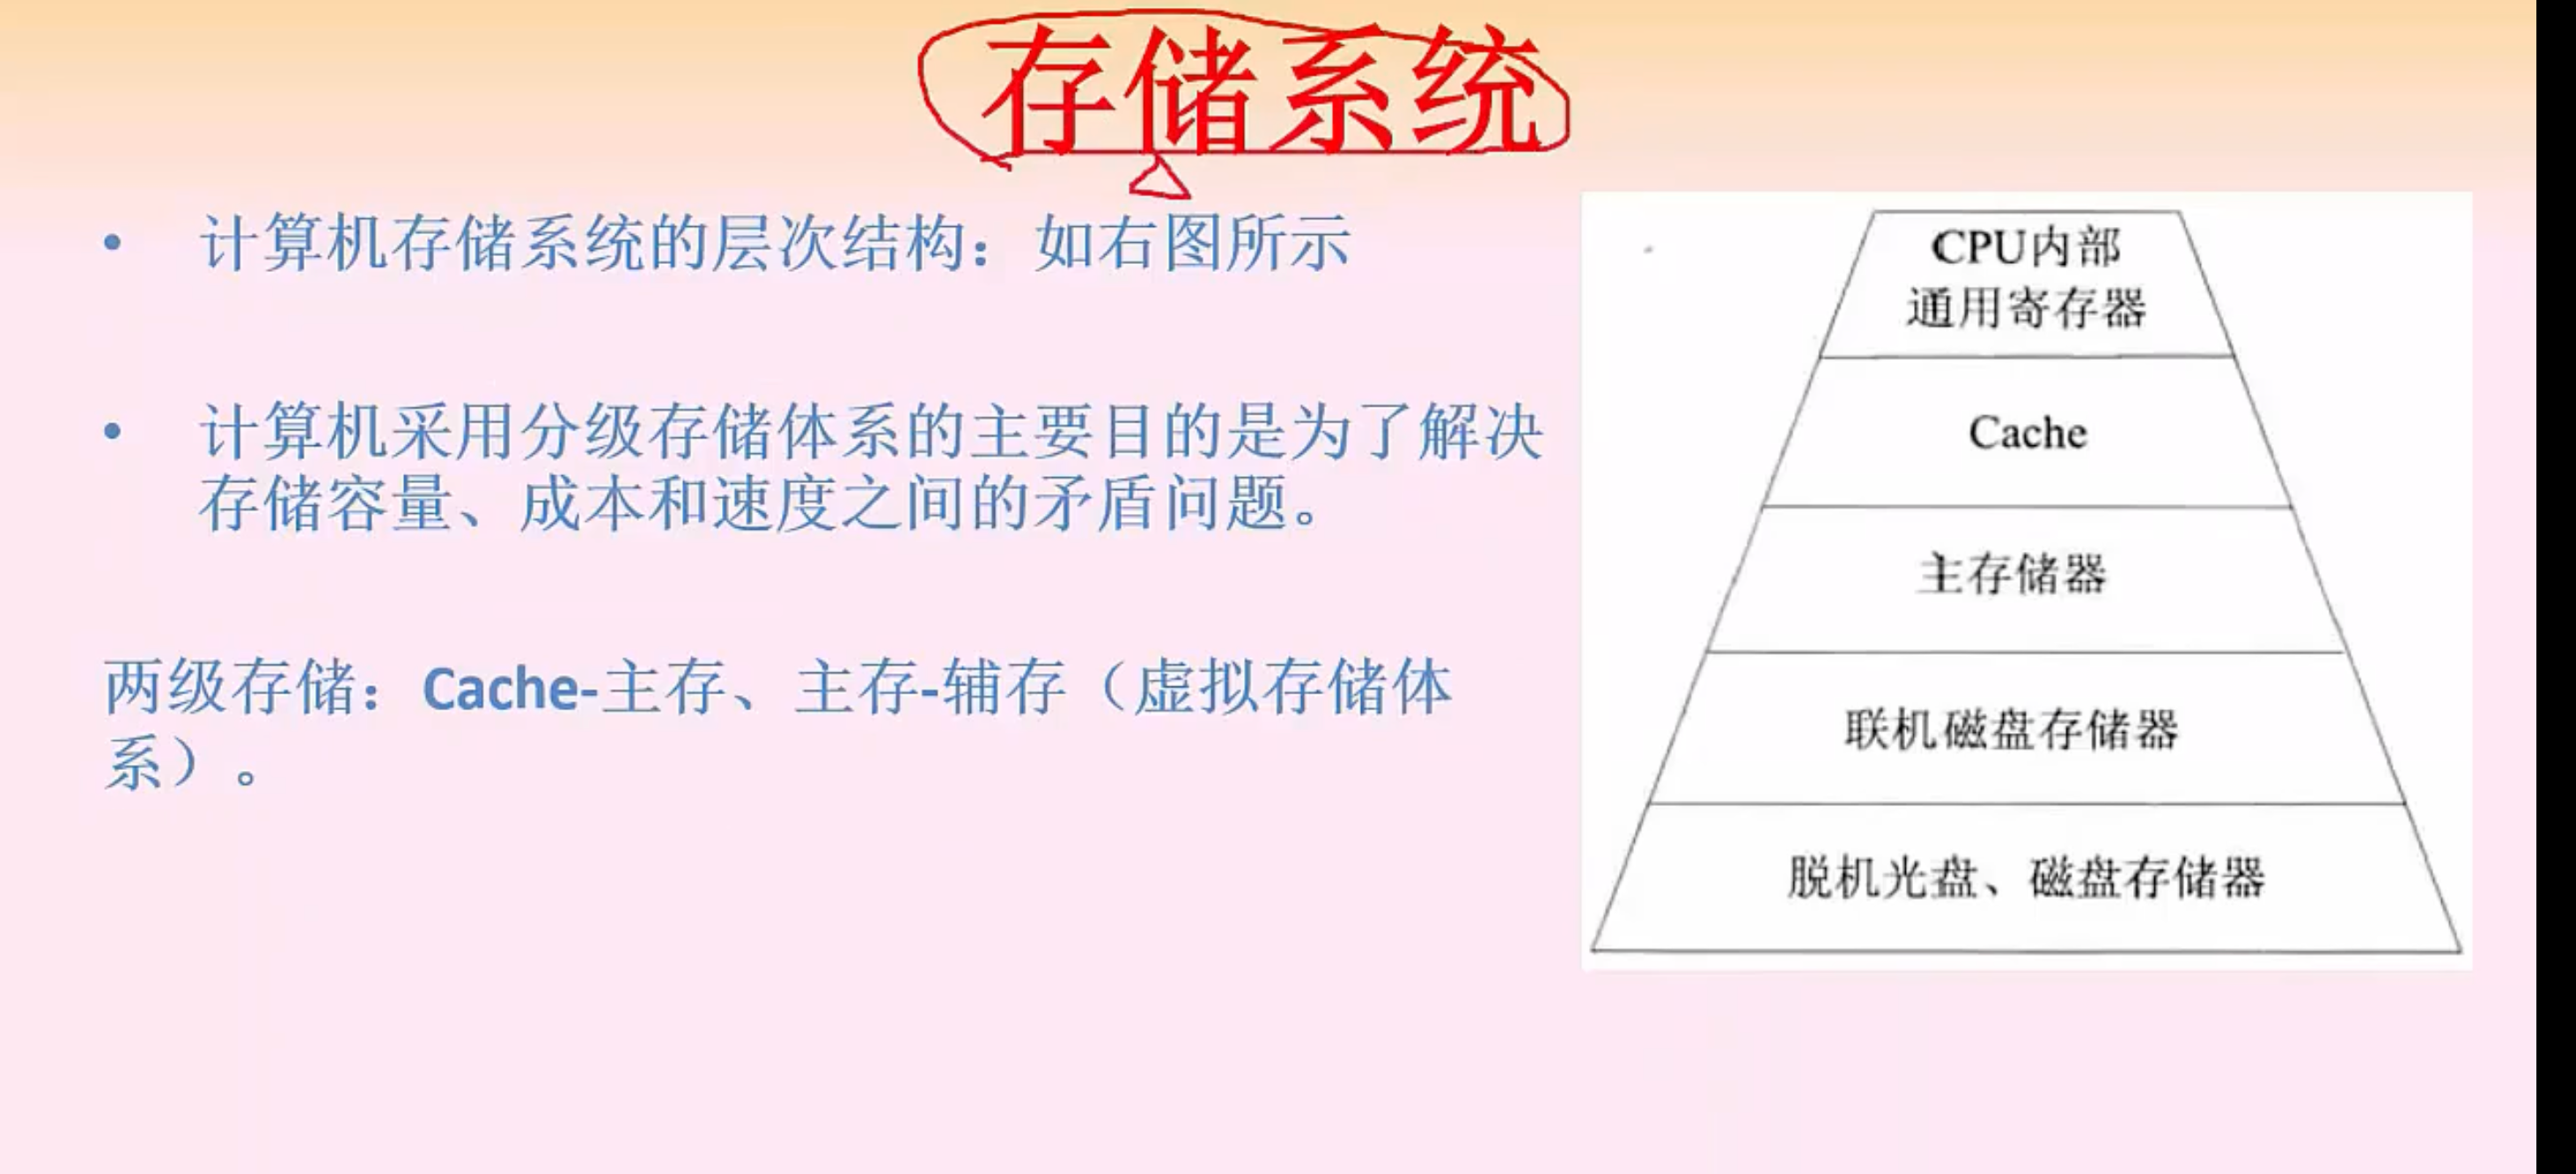 存储系统
• 计算机存储系统的层次结构：如右图所示
• 计算机采用分级存储体系的主要目的是为了解决
存储容量、成本和速度之间的矛盾问题。
两级存储：Cache-主存、主存-辅存（虚拟存储体
系）。
CPU内部
通用寄存器
Cache
主存储器
联机磁盘存储器
脱机光盘、磁盘存储器